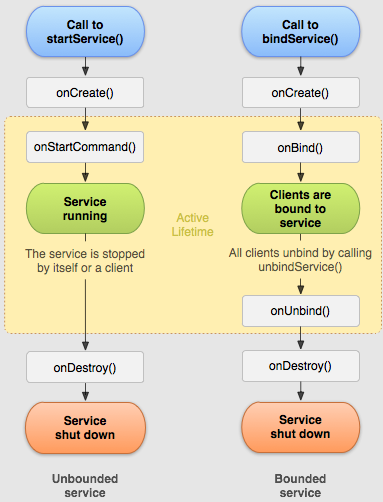 Call to
startService()
onCreate()
onStartCommand()
Service
running
The service is stopped
by itself or a client
onDestroy()
Service
shut down
Unbounded
service
Active
Lifetime
Call to
bindService()
onCreate()
onBind()
Clients are
bound to
service
All clients unbind by calling
unbindService()
onUnbind()
onDestroy()
Service
shut down
Bounded
service